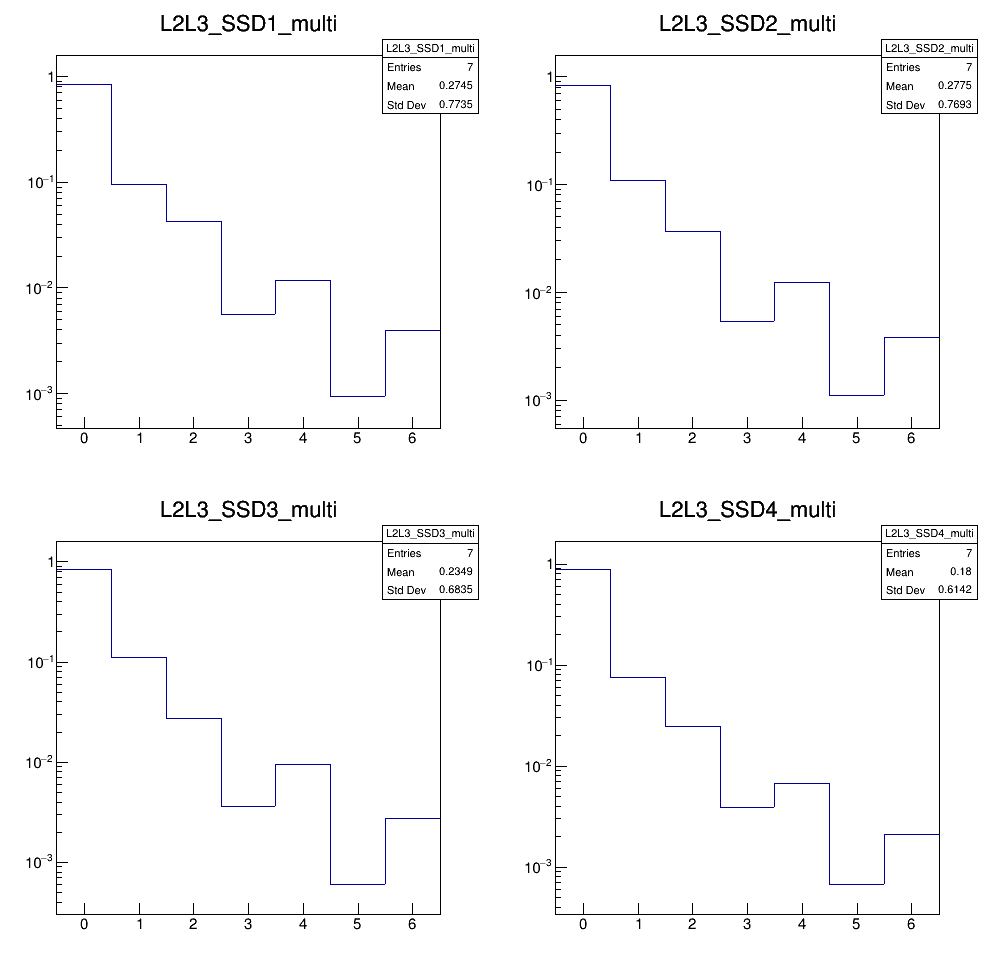 L2L3_SSD1_multi
L2L3_SSD1_multi
Entries 7
Mean 0.2745
Std Dev 0.7735
1
10⁻¹
10⁻²
10⁻³
0 1 2 3 4 5 6
L2L3_SSD2_multi
L2L3_SSD2_multi
Entries 7
Mean 0.2775
Std Dev 0.7693
1
10⁻¹
10⁻²
10⁻³
0 1 2 3 4 5 6
L2L3_SSD3_multi
L2L3_SSD3_multi
Entries 7
Mean 0.2349
Std Dev 0.6835
1
10⁻¹
10⁻²
10⁻³
0 1 2 3 4 5 6
L2L3_SSD4_multi
L2L3_SSD4_multi
Entries 7
Mean 0.18
Std Dev 0.6142
1
10⁻¹
10⁻²
10⁻³
0 1 2 3 4 5 6